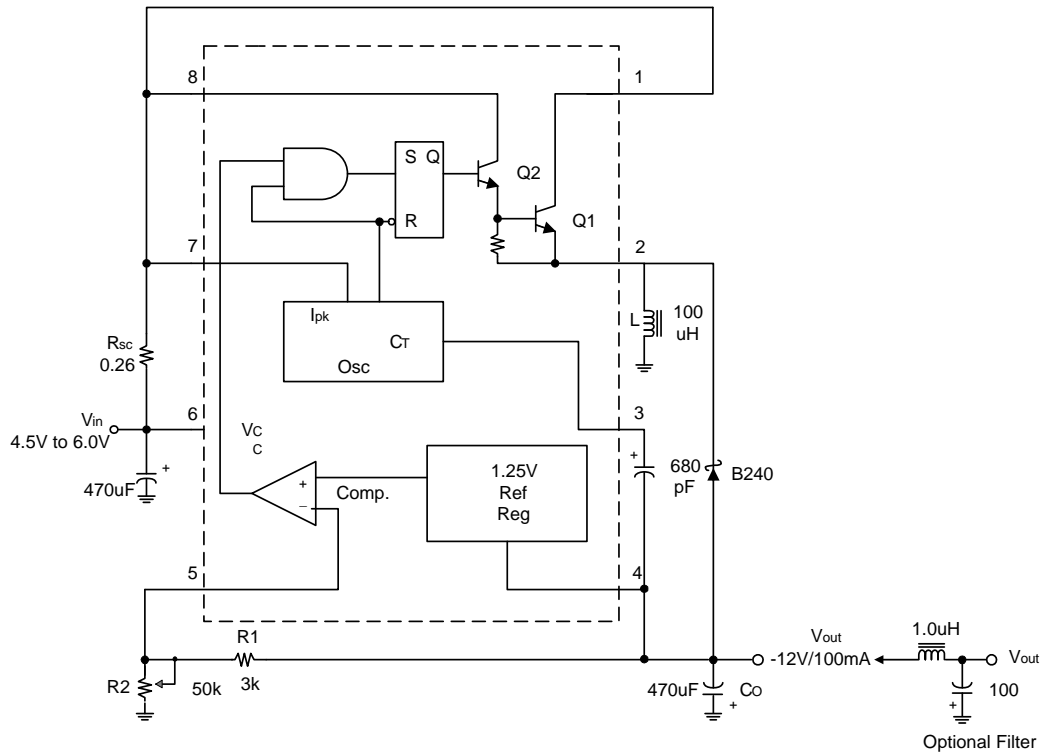 8
1
S Q
Q2
R
Q1
7
2
Ipk
CT
Osc
L
100
uH
Rsc
0.26
Vin
4.5V to 6.0V
6
3
VC
C
470uF
+
+
−
Comp.
1.25V
Ref
Reg
+
680
pF
B240
5
4
R1
3k
R2
50k
Vout
-12V/100mA
470uF
+
CO
1.0uH
Vout
100
+
Optional Filter